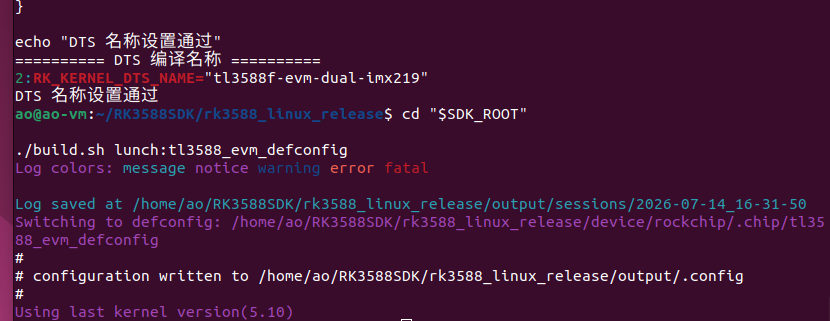 }
echo "DTS 名称设置通过"
========== DTS 编译名称 ==========
2:RK_KERNEL_DTS_NAME="tl3588f-evm-dual-imx219"
DTS 名称设置通过
ao@ao-vm:~/RK3588SDK/rk3588_linux_release$ cd "$SDK_ROOT"
./build.sh lunch:tl3588_evm_defconfig
Log colors: message notice warning error fatal
Log saved at /home/ao/RK3588SDK/rk3588_linux_release/output/sessions/2026-07-14_16-31-50
Switching to defconfig: /home/ao/RK3588SDK/rk3588_linux_release/device/rockchip/.chip/tl35
88_evm_defconfig
#
# configuration written to /home/ao/RK3588SDK/rk3588_linux_release/output/.config
#
Using last kernel version(5.10)